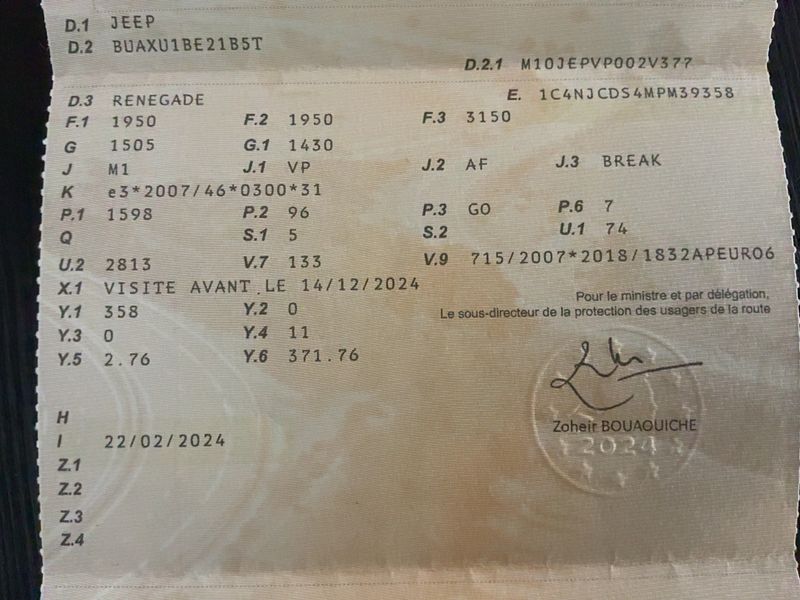 D.1 JEEP
D.2 BUAXU1BE21B5T
D.2.1 M10JEPVP002V377
D.3 RENEGADE E. 1C4NJCDS4MPM39358
F.1 1950 F.2 1950 F.3 3150
G 1505 G.1 1430
J M1 J.1 VP J.2 AF J.3 BREAK
K e3*2007/46*0300*31
P.1 1598 P.2 96 P.3 GO P.6 7
Q S.1 5 S.2 U.1 74
U.2 2813 V.7 133 V.9 715/2007*2018/1832APEURO6
X.1 VISITE AVANT LE 14/12/2024
Y.1 358 Y.2 0
Y.3 0 Y.4 11
Y.5 2.76 Y.6 371.76
Pour le ministre et par délégation,
Le sous-directeur de la protection des usagers de la route
Zoheir BOUAOUICHE
2024
H
I 22/02/2024
Z.1
Z.2
Z.3
Z.4